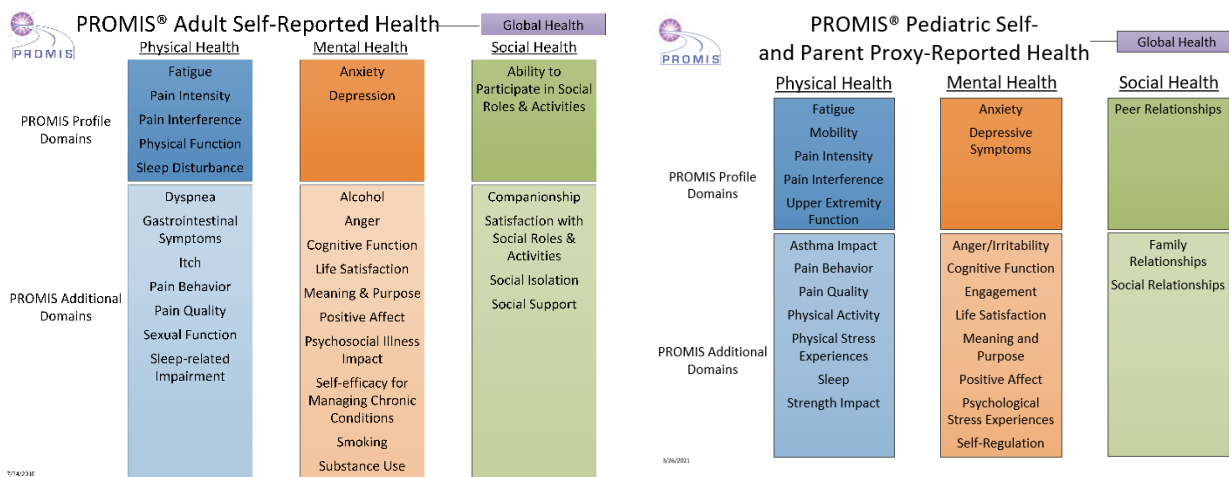 PROMIS® Adult Self-Reported Health
Global Health
PROMIS
Physical Health
Mental Health
Social Health
PROMIS Profile
Domains
Fatigue
Pain Intensity
Pain Interference
Physical Function
Sleep Disturbance
Anxiety
Depression
Ability to
Participate in Social
Roles & Activities
PROMIS Additional
Domains
Dyspnea
Gastrointestinal
Symptoms
Itch
Pain Behavior
Pain Quality
Sexual Function
Sleep-related
Impairment
Alcohol
Anger
Cognitive Function
Life Satisfaction
Meaning & Purpose
Positive Affect
Psychosocial Illness
Impact
Self-efficacy for
Managing Chronic
Conditions
Smoking
Substance Use
Companionship
Satisfaction with
Social Roles &
Activities
Social Isolation
Social Support
PROMIS® Pediatric Self-
and Parent Proxy-Reported Health
Global Health
PROMIS
Physical Health
Mental Health
Social Health
PROMIS Profile
Domains
Fatigue
Mobility
Pain Intensity
Pain Interference
Upper Extremity
Function
Anxiety
Depressive
Symptoms
Peer Relationships
PROMIS Additional
Domains
Asthma Impact
Pain Behavior
Pain Quality
Physical Activity
Physical Stress
Experiences
Sleep
Strength Impact
Anger/Irritability
Cognitive Function
Engagement
Life Satisfaction
Meaning and
Purpose
Positive Affect
Psychological
Stress Experiences
Self-Regulation
Family
Relationships
Social Relationships
3/26/2021